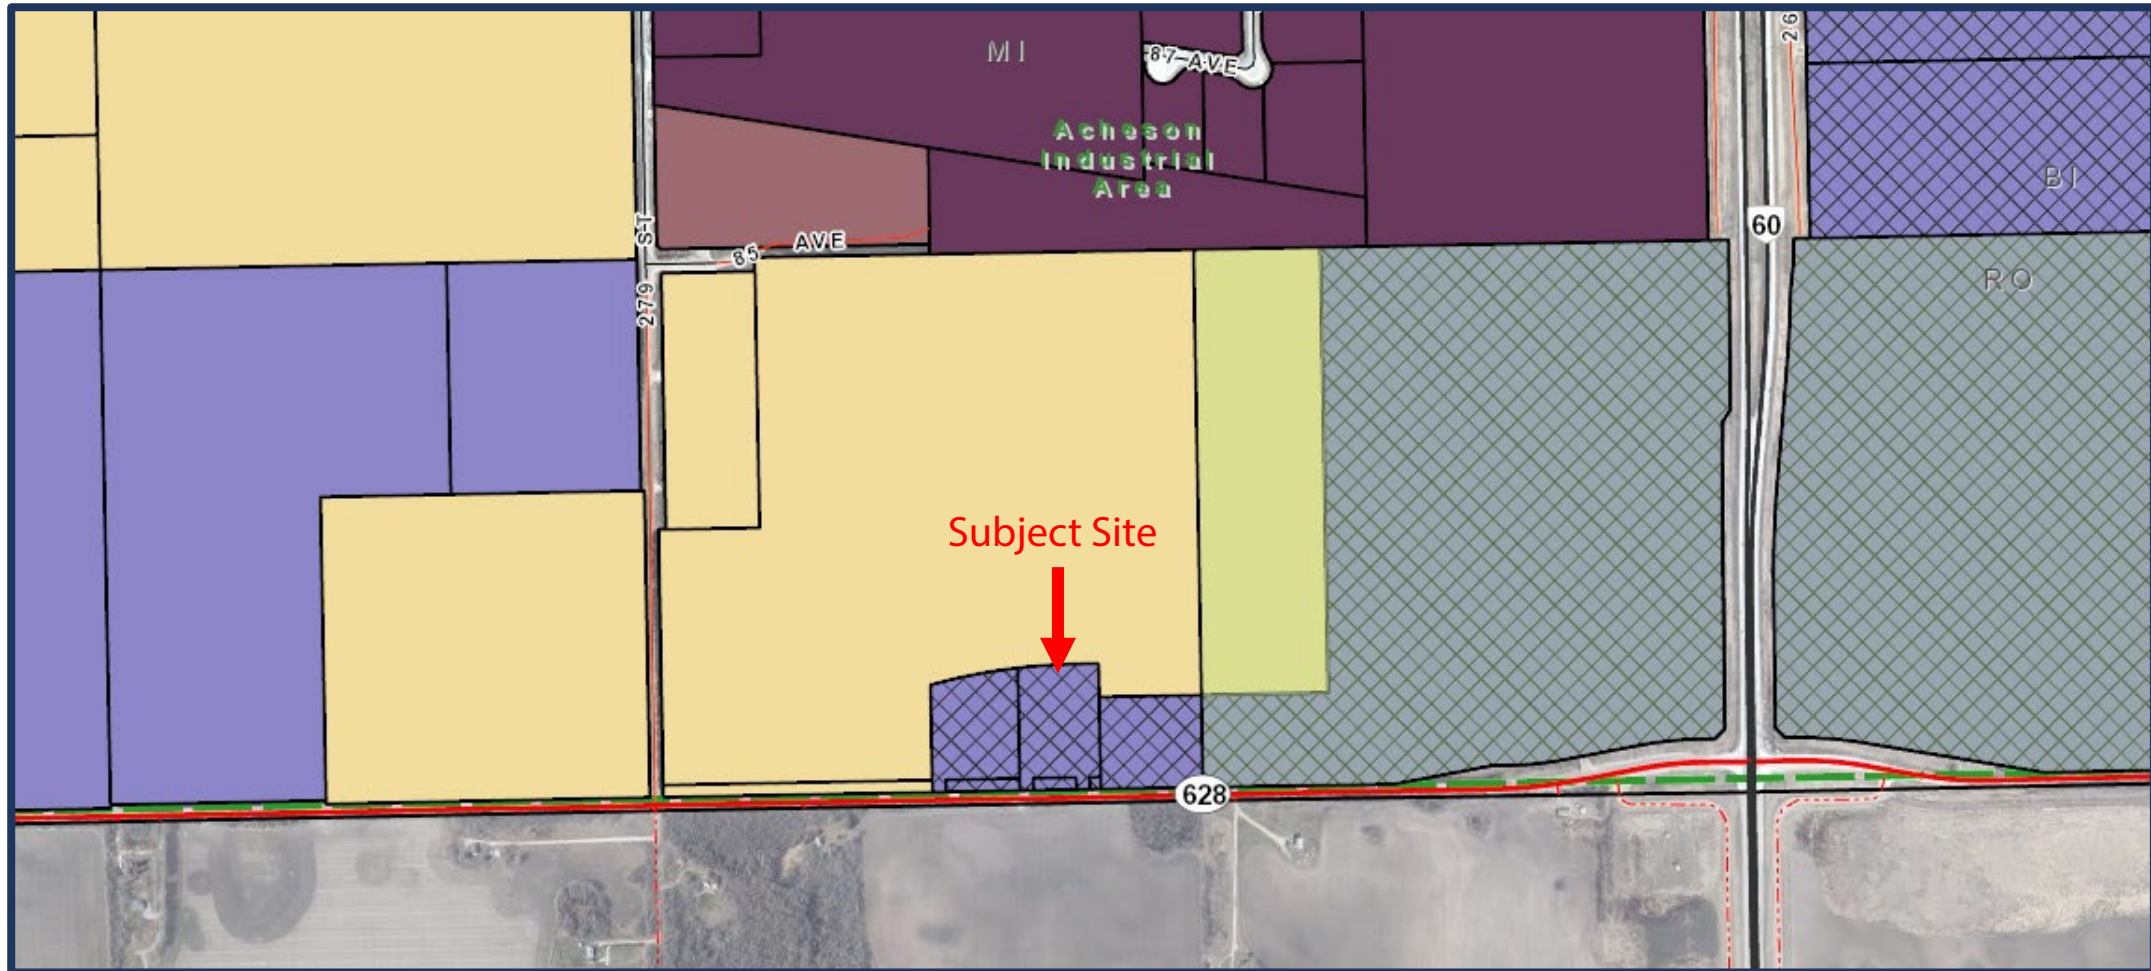 MI
87 AVE
26
Acheson
Industrial
Area
BI
60
279 ST
85 AVE
RO
Subject Site
628